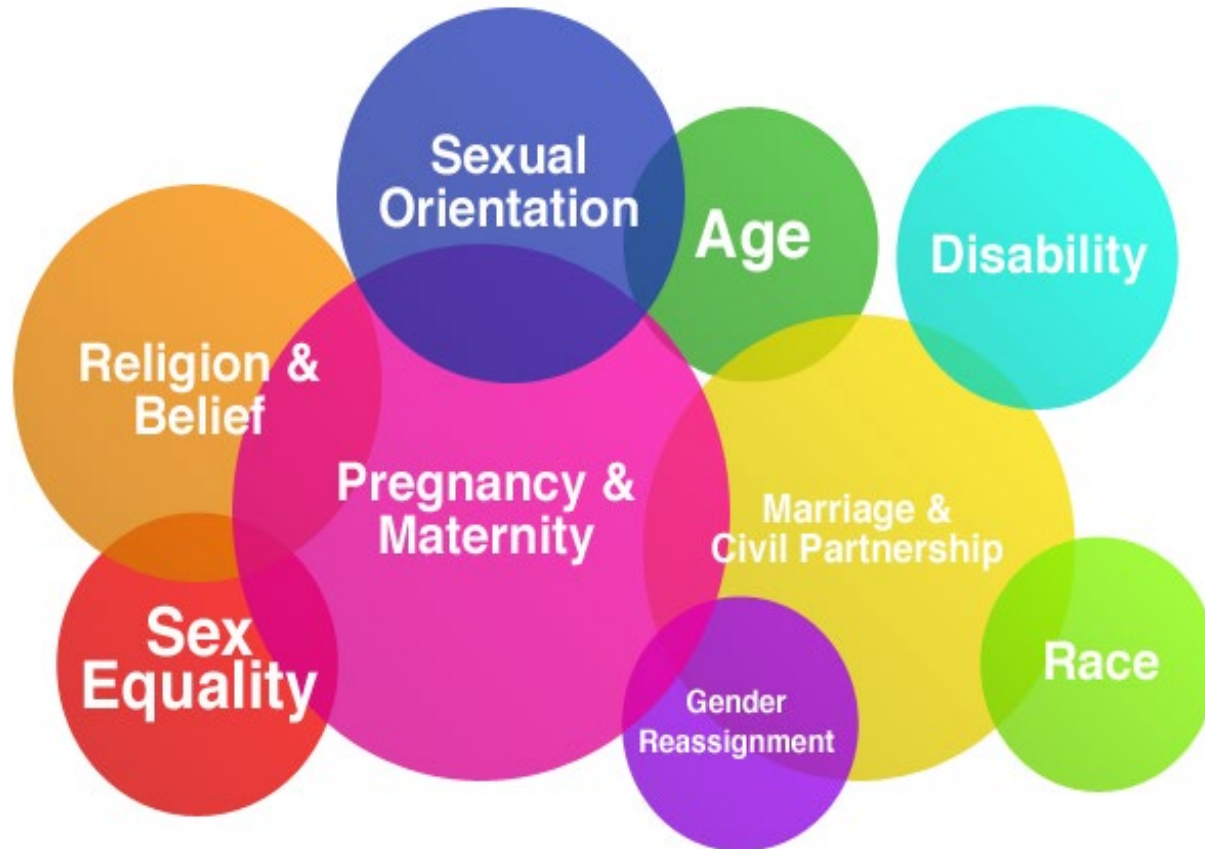 Sexual
Orientation
Age
Disability
Religion &
Belief
Pregnancy &
Maternity
Marriage &
Civil Partnership
Sex
Equality
Gender
Reassignment
Race